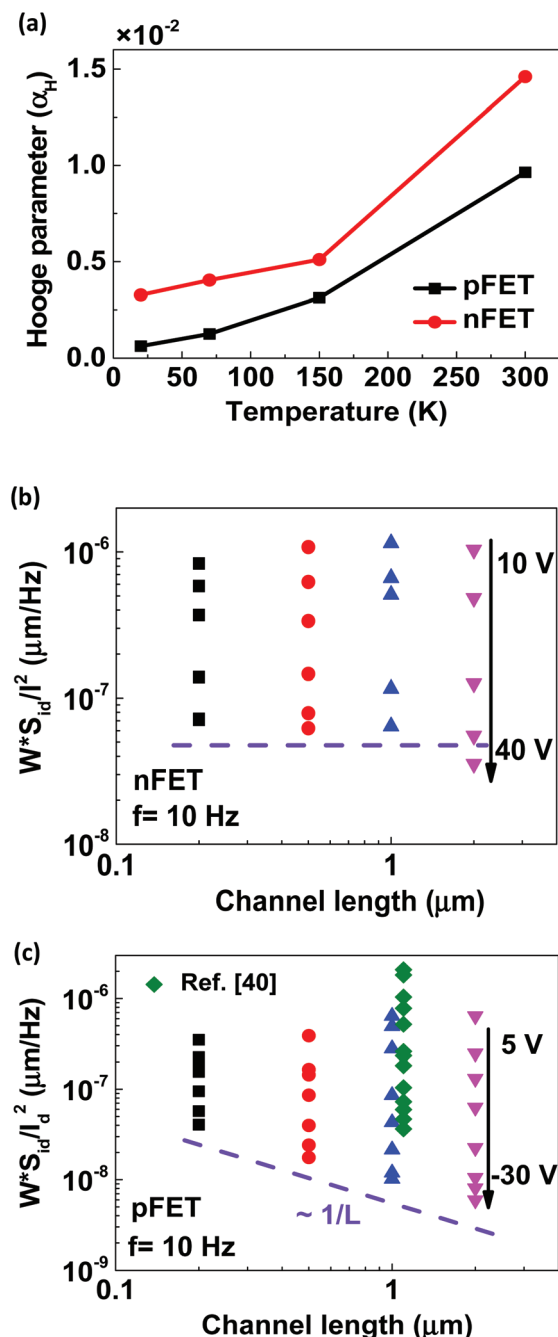 (a)
×10⁻²
1.5
1.0
0.5
0.0
Hooge parameter (α_H)
pFET
nFET
0 50 100 150 200 250 300
Temperature (K)
(b)
10⁻⁶
10⁻⁷
10⁻⁸
W*S_id/I² (μm/Hz)
10 V
40 V
nFET
f= 10 Hz
0.1 1
Channel length (μm)
(c)
Ref. [40]
10⁻⁶
10⁻⁷
10⁻⁸
10⁻⁹
W*S_id/I_d² (μm/Hz)
5 V
-30 V
~ 1/L
pFET
f= 10 Hz
0.1 1
Channel length (μm)